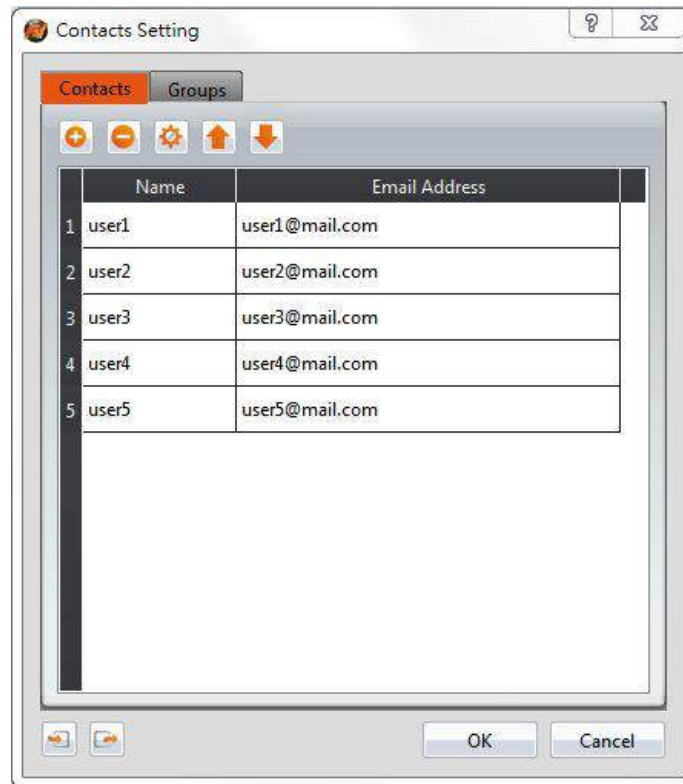 Contacts Setting
Contacts Groups
Name Email Address
1 user1 user1@mail.com
2 user2 user2@mail.com
3 user3 user3@mail.com
4 user4 user4@mail.com
5 user5 user5@mail.com
OK Cancel